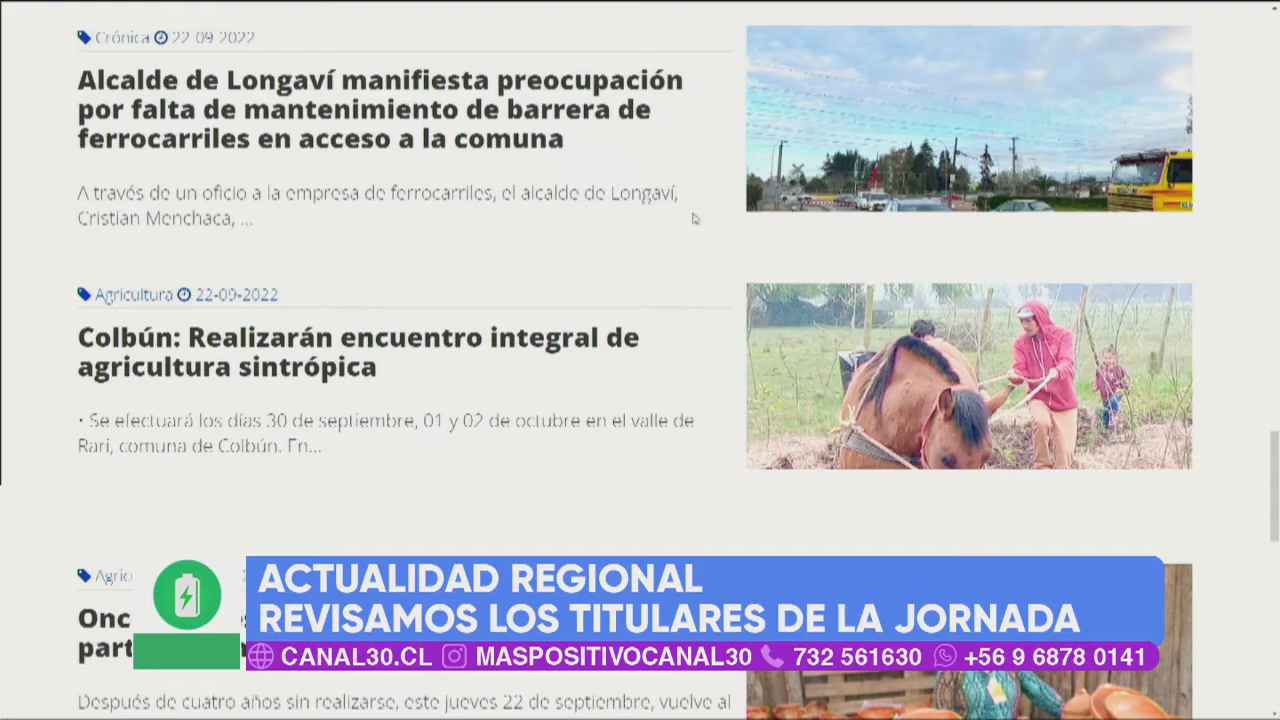 Crónica 22-09-2022
Alcalde de Longaví manifiesta preocupación
por falta de mantenimiento de barrera de
ferrocarriles en acceso a la comuna
A través de un oficio a la empresa de ferrocarriles, el alcalde de Longaví,
Cristian Menchaca, ...
Agricultura 22-09-2022
Colbún: Realizarán encuentro integral de
agricultura sintrópica
• Se efectuará los días 30 de septiembre, 01 y 02 de octubre en el valle de
Rari, comuna de Colbún. En...
Agric
Onc
part
ACTUALIDAD REGIONAL
REVISAMOS LOS TITULARES DE LA JORNADA
CANAL30.CL MASPOSITIVOCANAL30 732 561630 +56 9 6878 0141
Después de cuatro años sin realizarse, este jueves 22 de septiembre, vuelve al